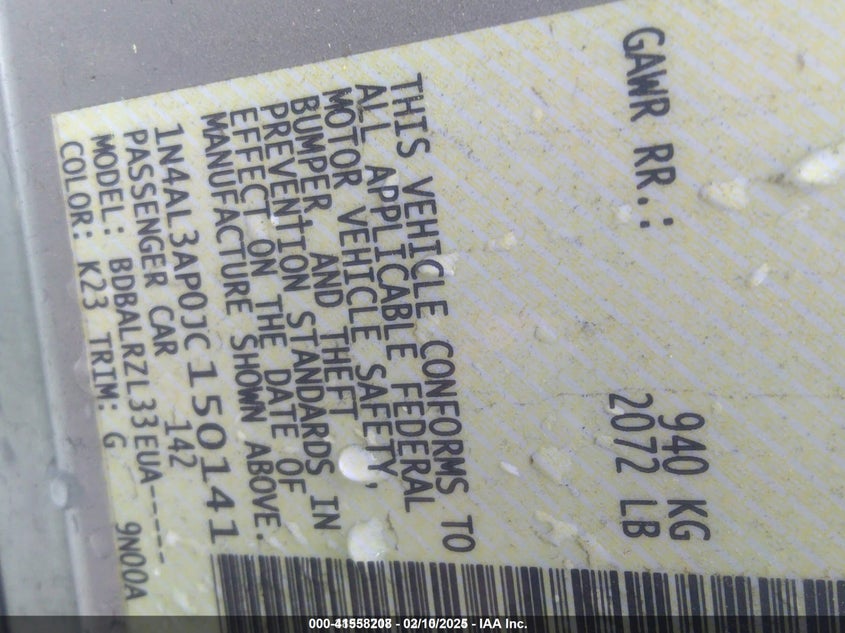 GAWR RR.:
940 KG
2072 LB
THIS VEHICLE CONFORMS TO
ALL APPLICABLE FEDERAL
MOTOR VEHICLE SAFETY,
BUMPER, AND THEFT
PREVENTION STANDARDS IN
EFFECT ON THE DATE OF
MANUFACTURE SHOWN ABOVE.
1N4AL3AP0JC150141
PASSENGER CAR 142
MODEL: BDBALRZL33EUA-----
COLOR: K23 TRIM: G 9N00A
000-41558208 - 02/10/2025 - IAA Inc.